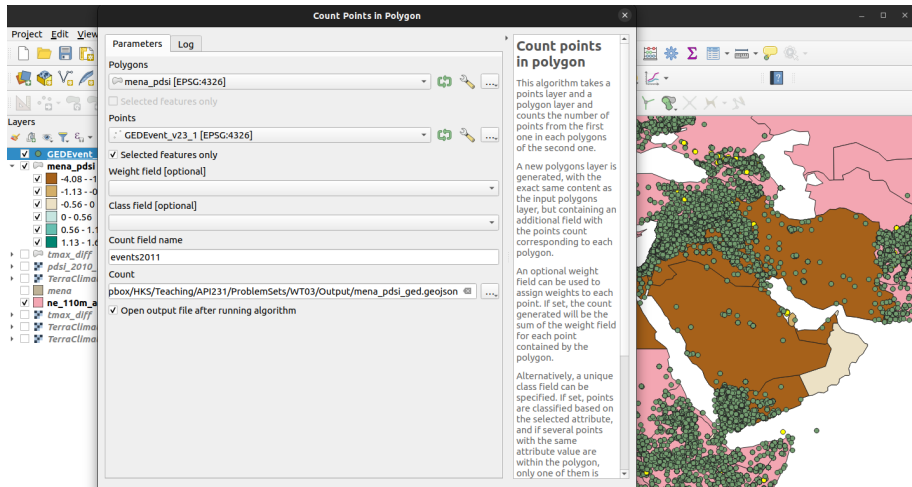 Count Points in Polygon
Project Edit View
Parameters Log
Polygons
mena_pdsi [EPSG:4326]
Selected features only
Points
GEDEvent_v23_1 [EPSG:4326]
Selected features only
Weight field [optional]
Class field [optional]
Count field name
events2011
Count
pbox/HKS/Teaching/API231/ProblemSets/WT03/Output/mena_pdsi_ged.geojson
Open output file after running algorithm
Count points
in polygon
This algorithm takes a
points layer and a
polygon layer and
counts the number of
points from the first
one in each polygons
of the second one.
A new polygons layer is
generated, with the
exact same content as
the input polygons
layer, but containing an
additional field with
the points count
corresponding to each
polygon.
An optional weight
field can be used to
assign weights to each
point. If set, the count
generated will be the
sum of the weight field
for each point
contained by the
polygon.
Alternatively, a unique
class field can be
specified. If set, points
are classified based on
the selected attribute,
and if several points
with the same
attribute value are
within the polygon,
only one of them is
Layers
GEDEvent_
mena_pdsi
-4.08 - -1
-1.13 - -0
-0.56 - 0
0 - 0.56
0.56 - 1.1
1.13 - 1.6
tmax_diff
pdsi_2010_
TerraClima
mena
ne_110m_a
tmax_diff
TerraClima
TerraClima